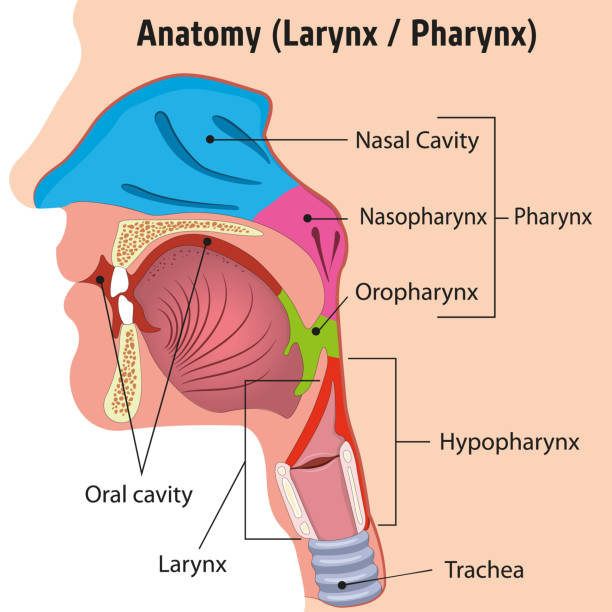 Anatomy (Larynx / Pharynx)
Nasal Cavity
Nasopharynx
Pharynx
Oropharynx
Hypopharynx
Oral cavity
Larynx
Trachea